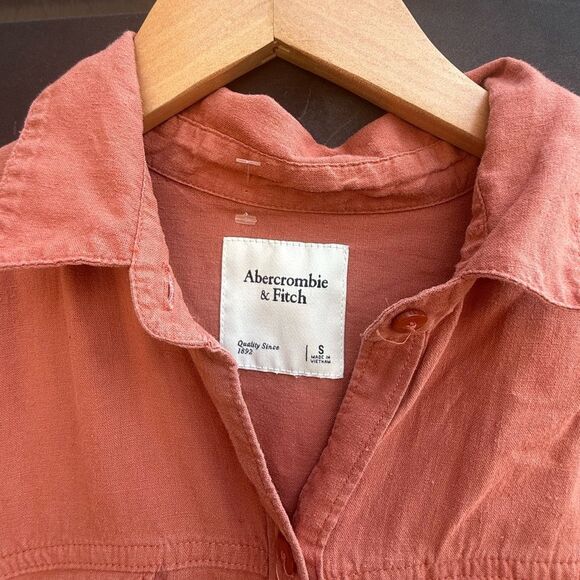 Abercrombie
& Fitch
Quality Since
1892
S
MADE IN
VIETNAM